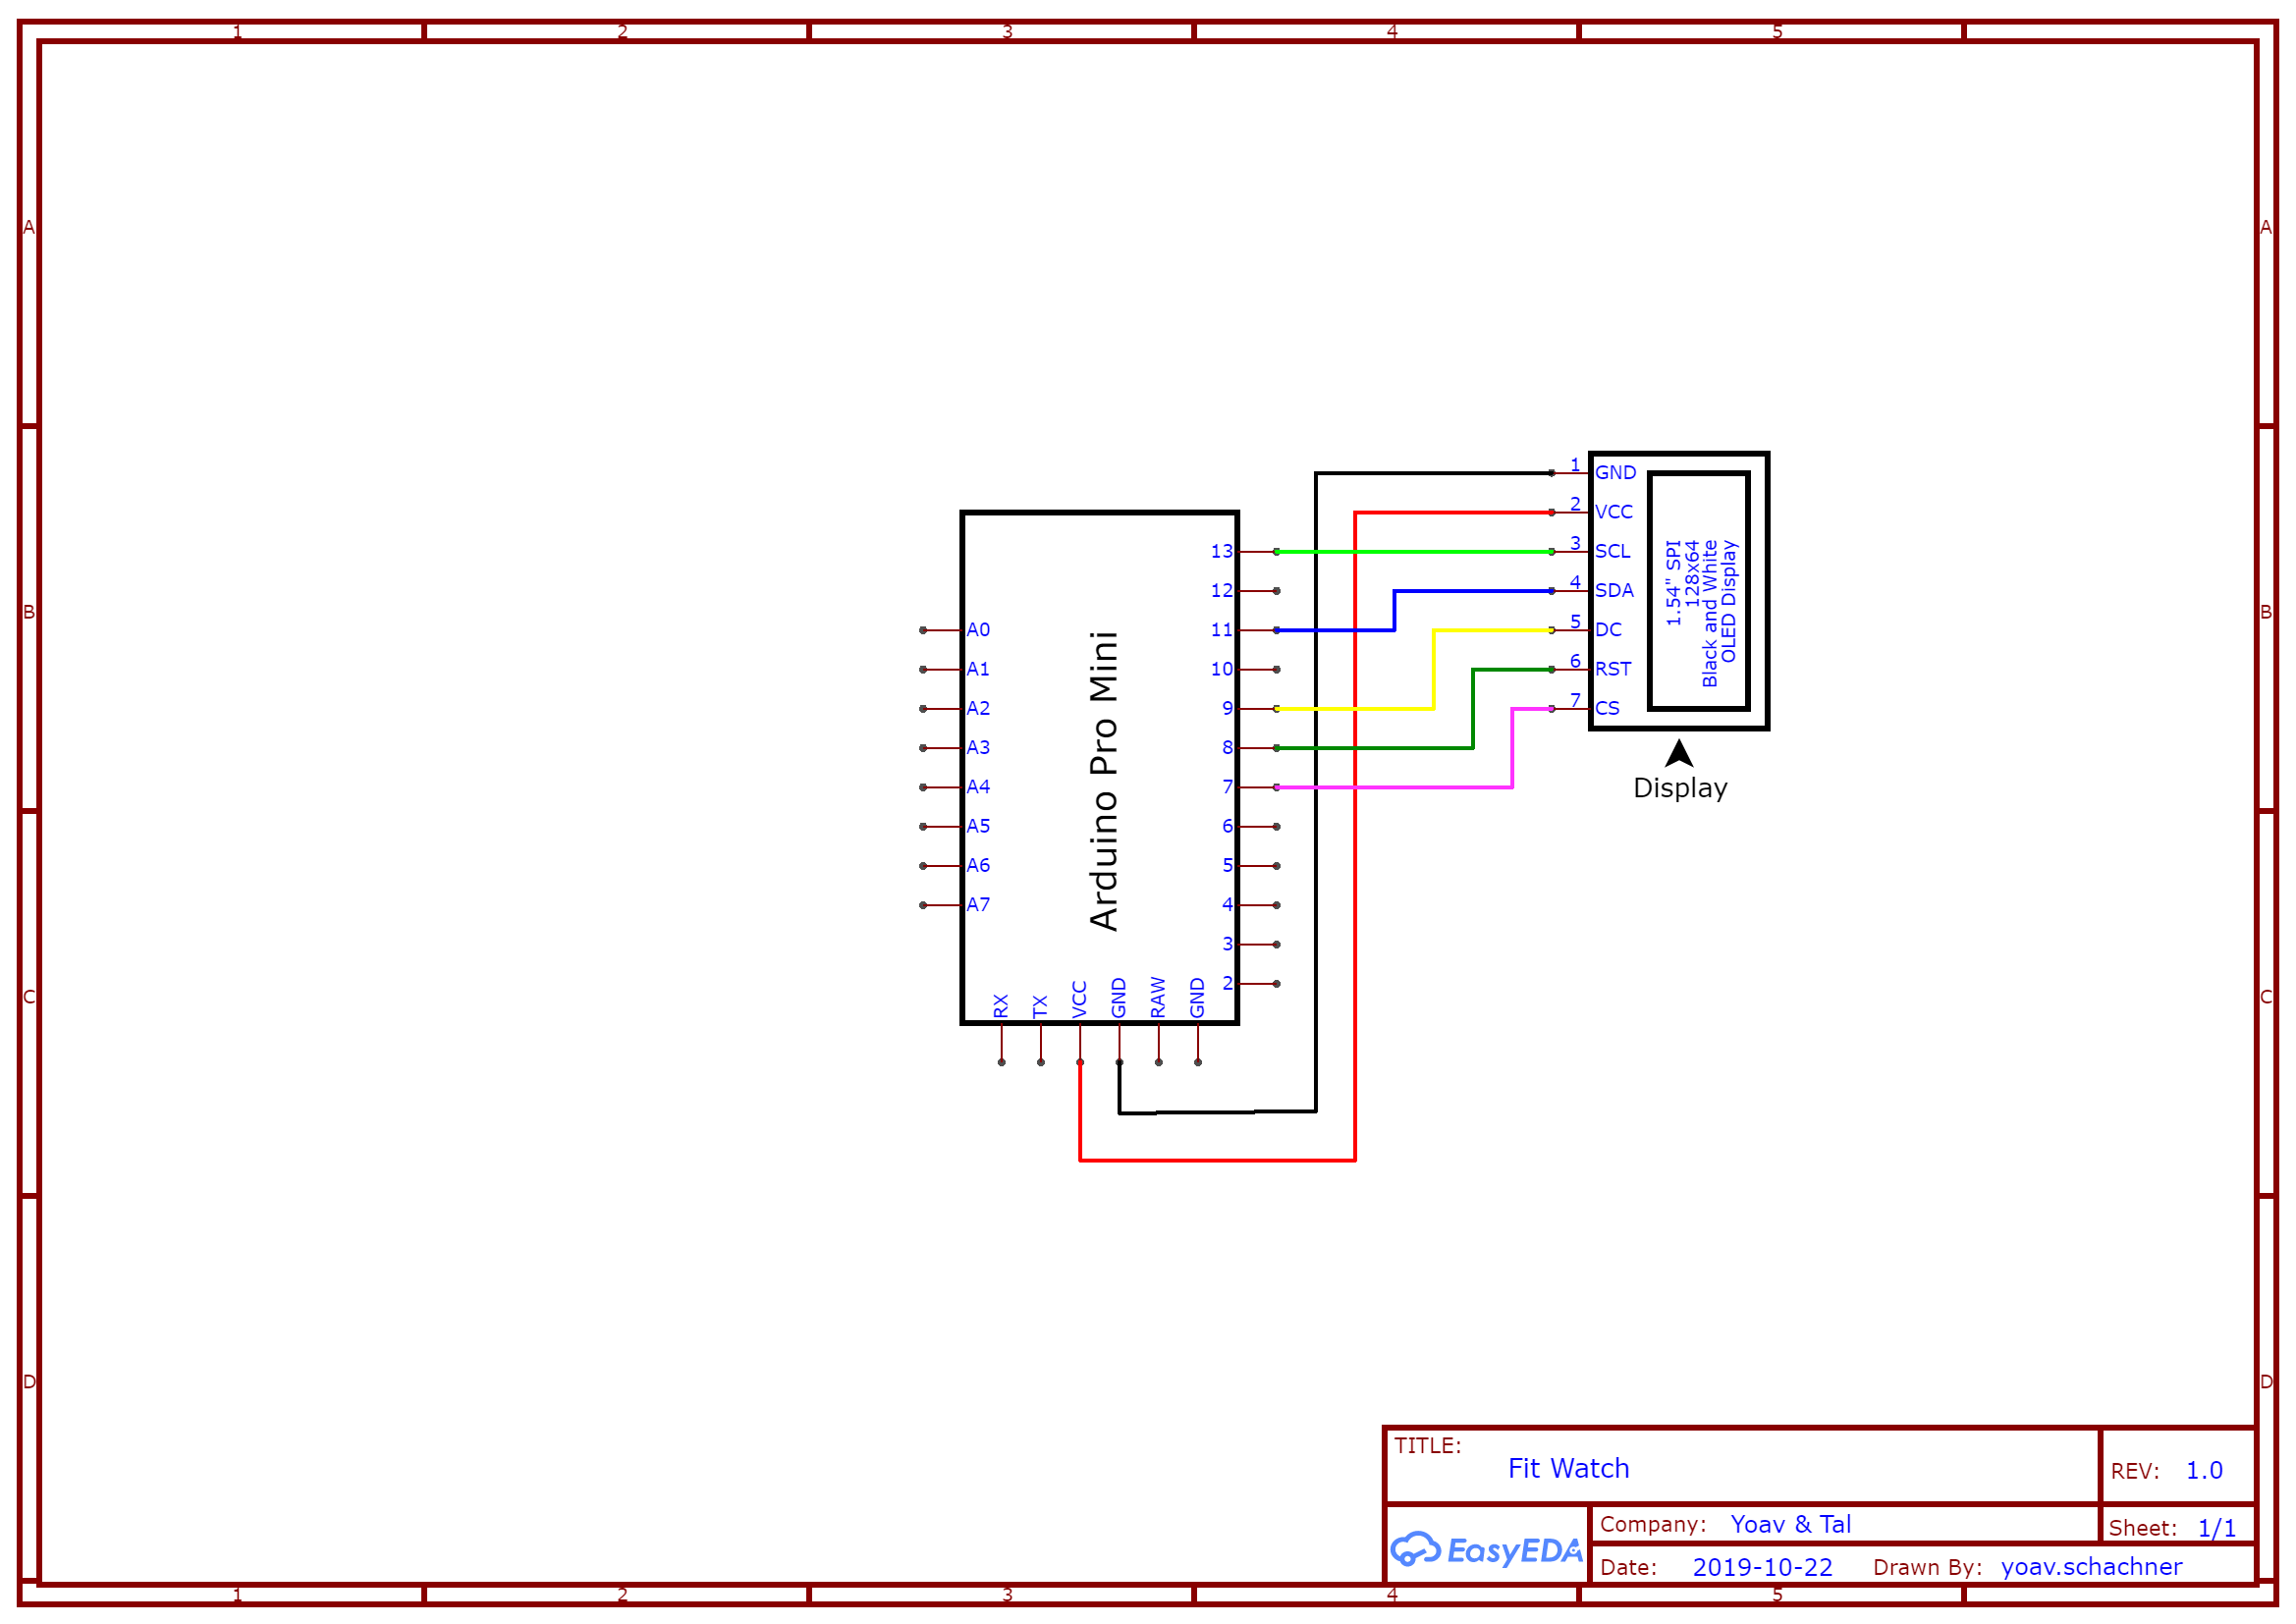 1 2 3 4 5
A A
B B
C C
D D
Arduino Pro Mini
13
12
11
10
9
8
7
6
5
4
3
2
A0
A1
A2
A3
A4
A5
A6
A7
RX TX VCC GND RAW GND
1 GND
2 VCC
3 SCL
4 SDA
5 DC
6 RST
7 CS
1.54" SPI
128x64
Black and White
OLED Display
Display
TITLE:
Fit Watch
REV: 1.0
EasyEDA
Company: Yoav & Tal
Sheet: 1/1
Date: 2019-10-22 Drawn By: yoav.schachner
1 2 3 4 5